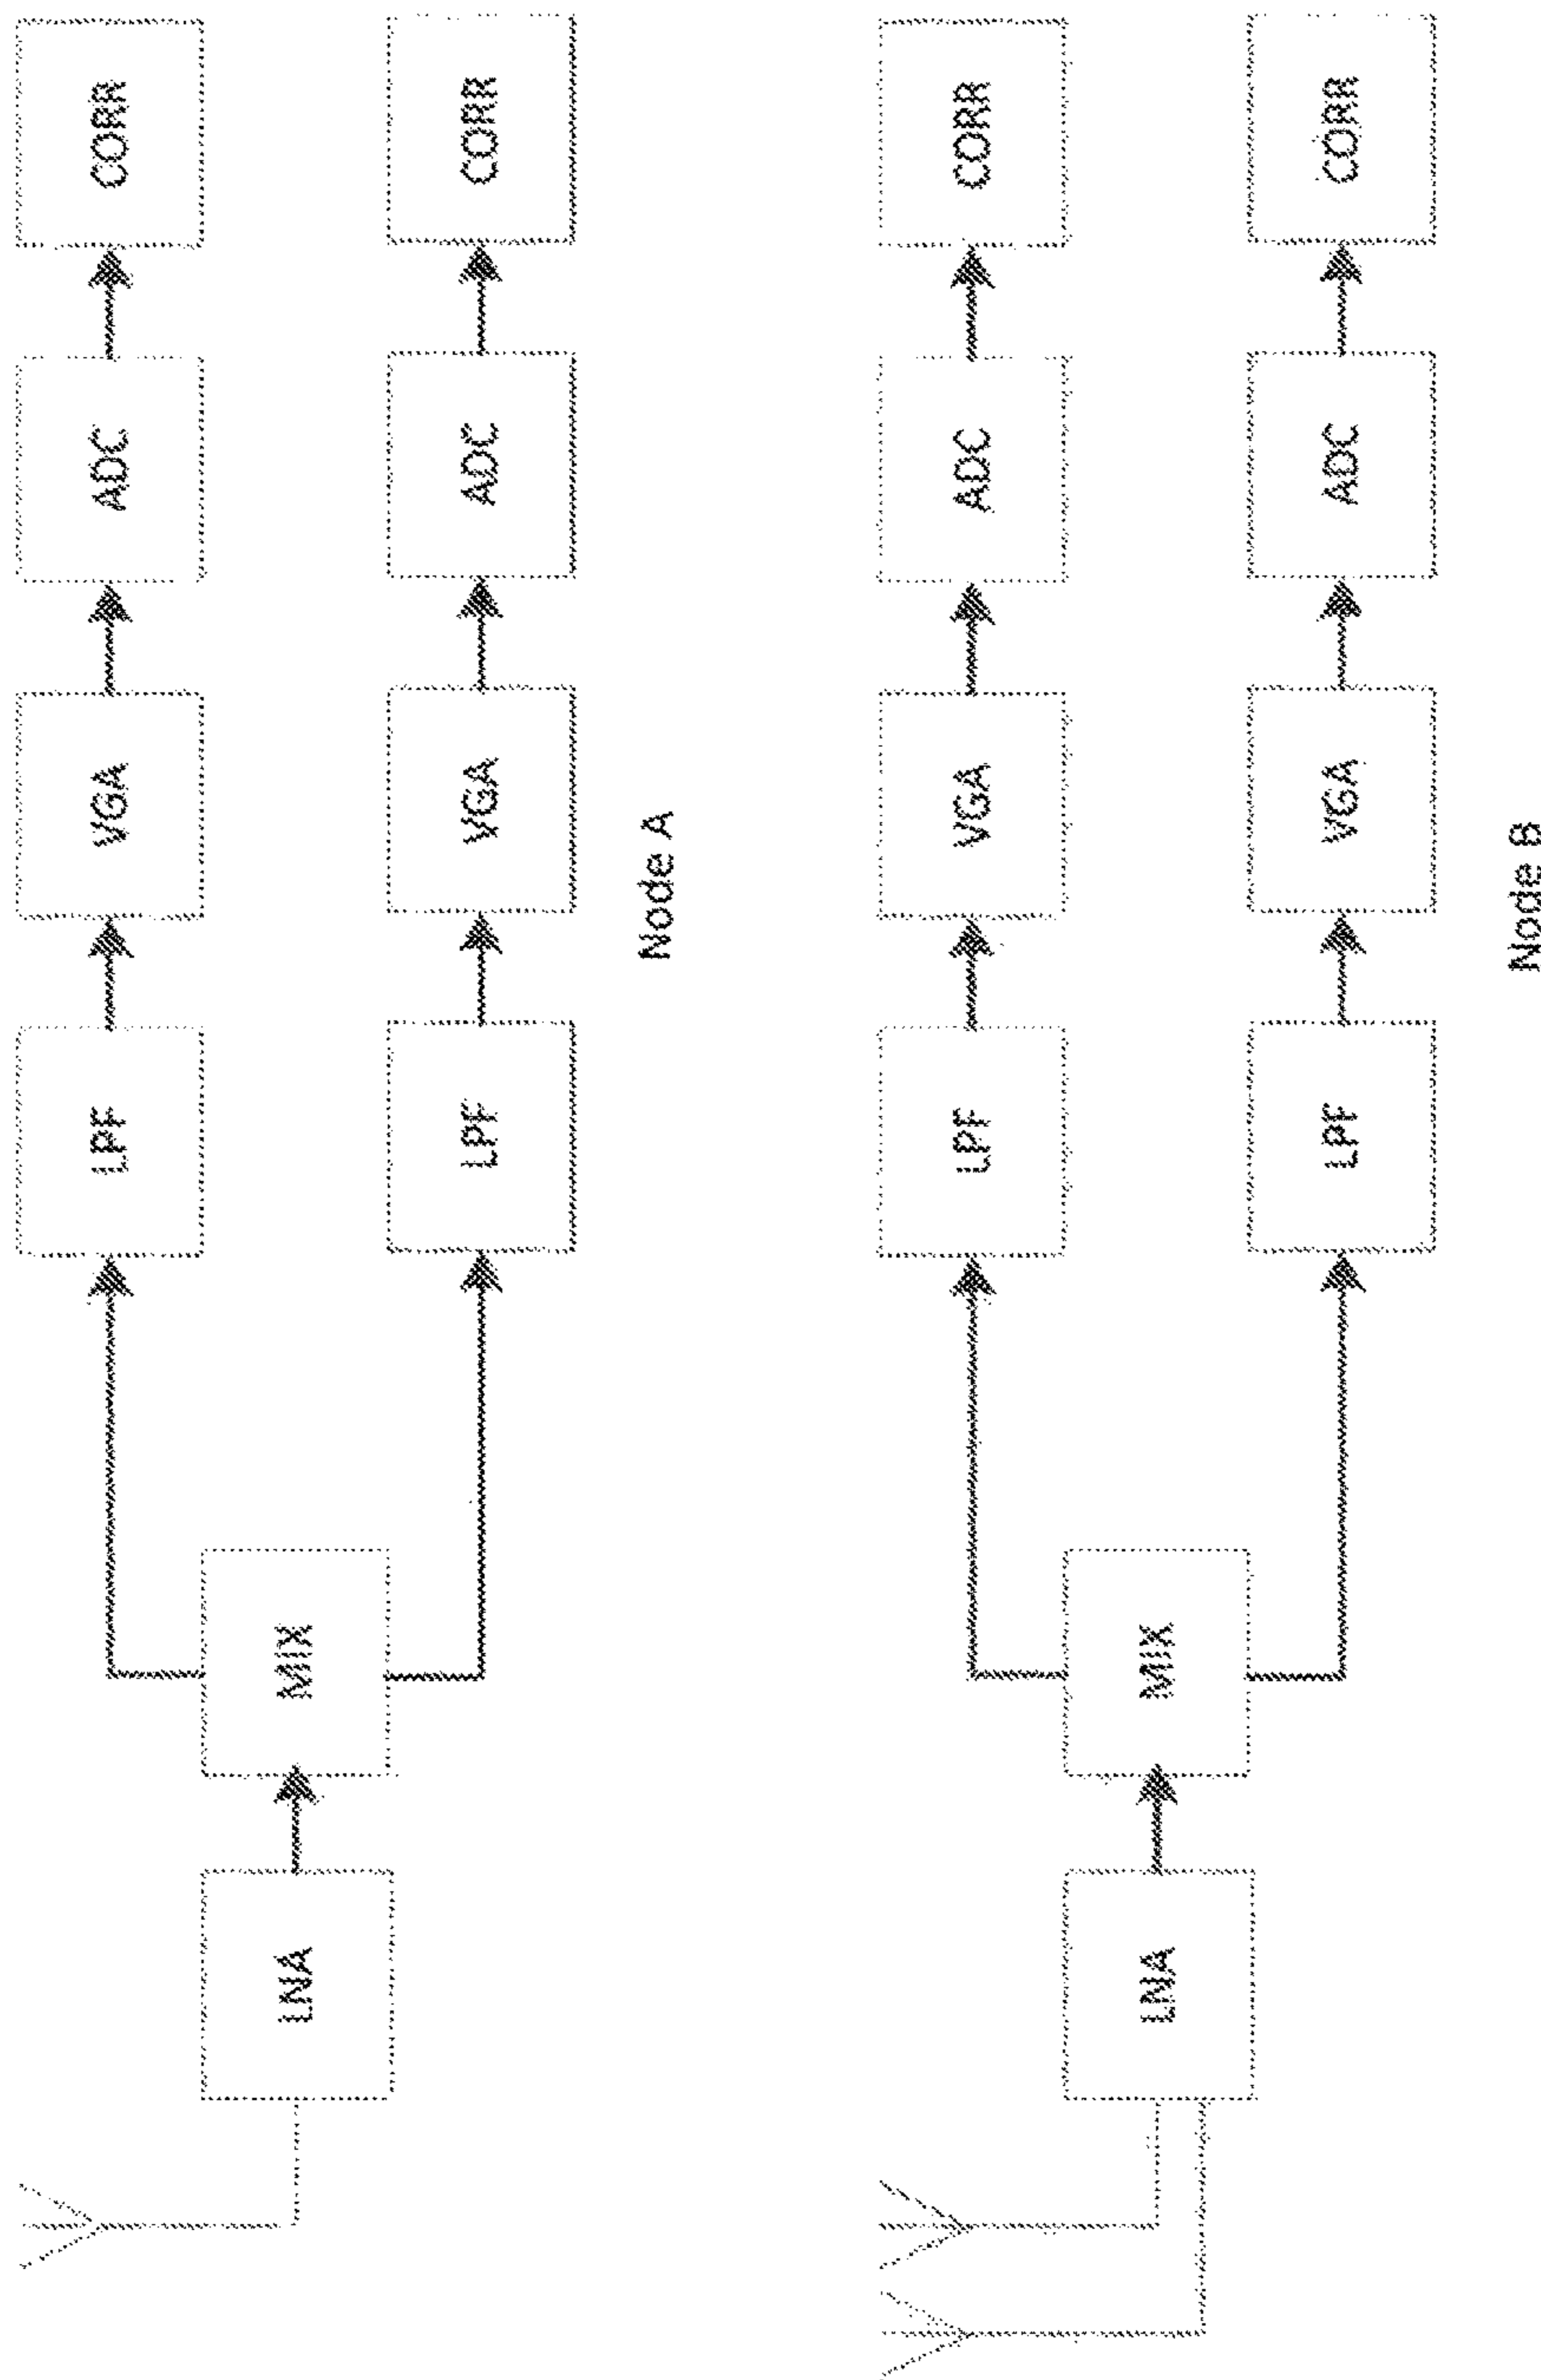 LPF
VGA
ADC
CORR
LNA
MIX
LPF
VGA
ADC
CORR
Node A
LPF
VGA
ADC
CORR
LNA
MIX
LPF
VGA
ADC
CORR
Node B